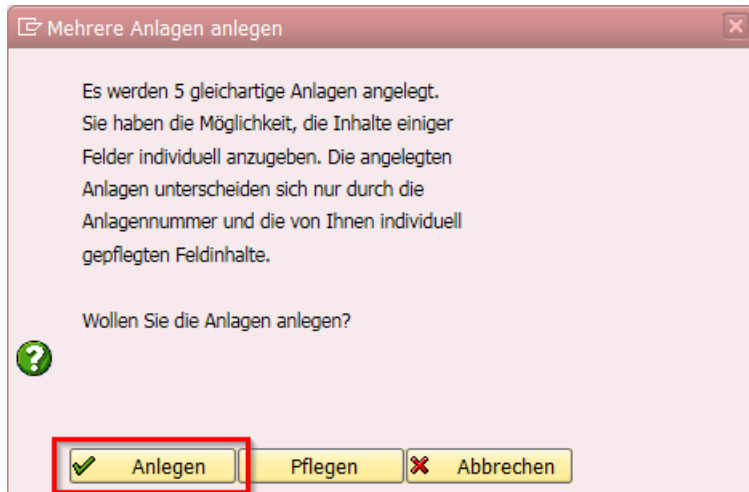 Mehrere Anlagen anlegen
Es werden 5 gleichartige Anlagen angelegt.
Sie haben die Möglichkeit, die Inhalte einiger
Felder individuell anzugeben. Die angelegten
Anlagen unterscheiden sich nur durch die
Anlagennummer und die von Ihnen individuell
gepflegten Feldinhalte.
Wollen Sie die Anlagen anlegen?
Anlegen Pflegen Abbrechen